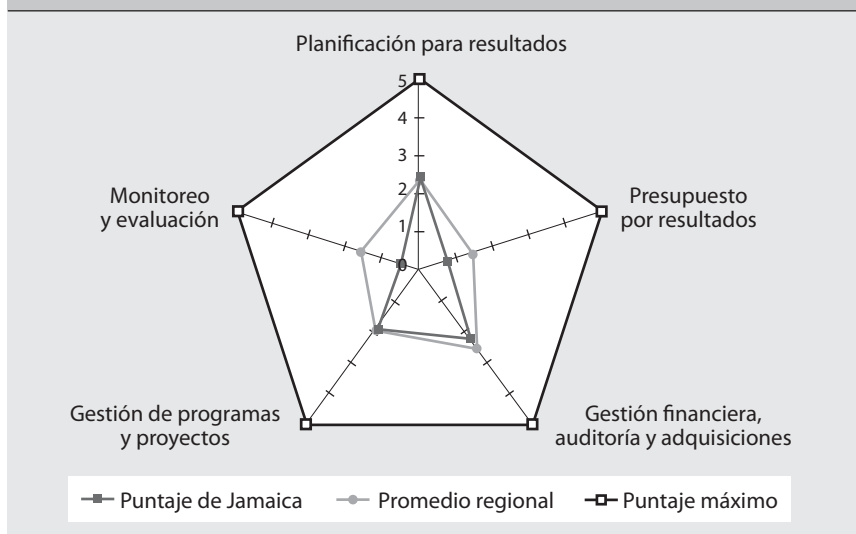 Planificación para resultados
5
4
3
2
1
0
Monitoreo
y evaluación
Presupuesto
por resultados
Gestión de programas
y proyectos
Gestión financiera,
auditoría y adquisiciones
Puntaje de Jamaica Promedio regional Puntaje máximo